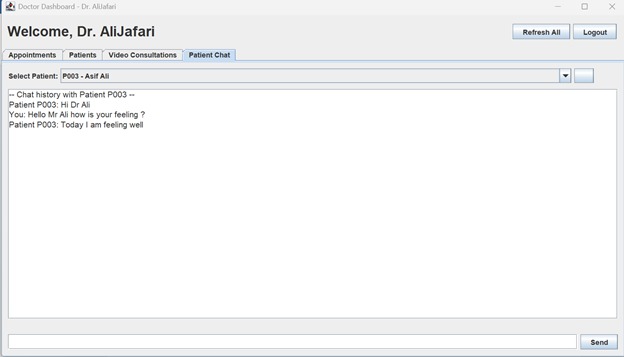 Doctor Dashboard - Dr. AliJafari
Welcome, Dr. AliJafari
Refresh All
Logout
Appointments
Patients
Video Consultations
Patient Chat
Select Patient:
P003 - Asif Ali
-- Chat history with Patient P003 --
Patient P003: Hi Dr Ali
You: Hello Mr Ali how is your feeling ?
Patient P003: Today I am feeling well
Send